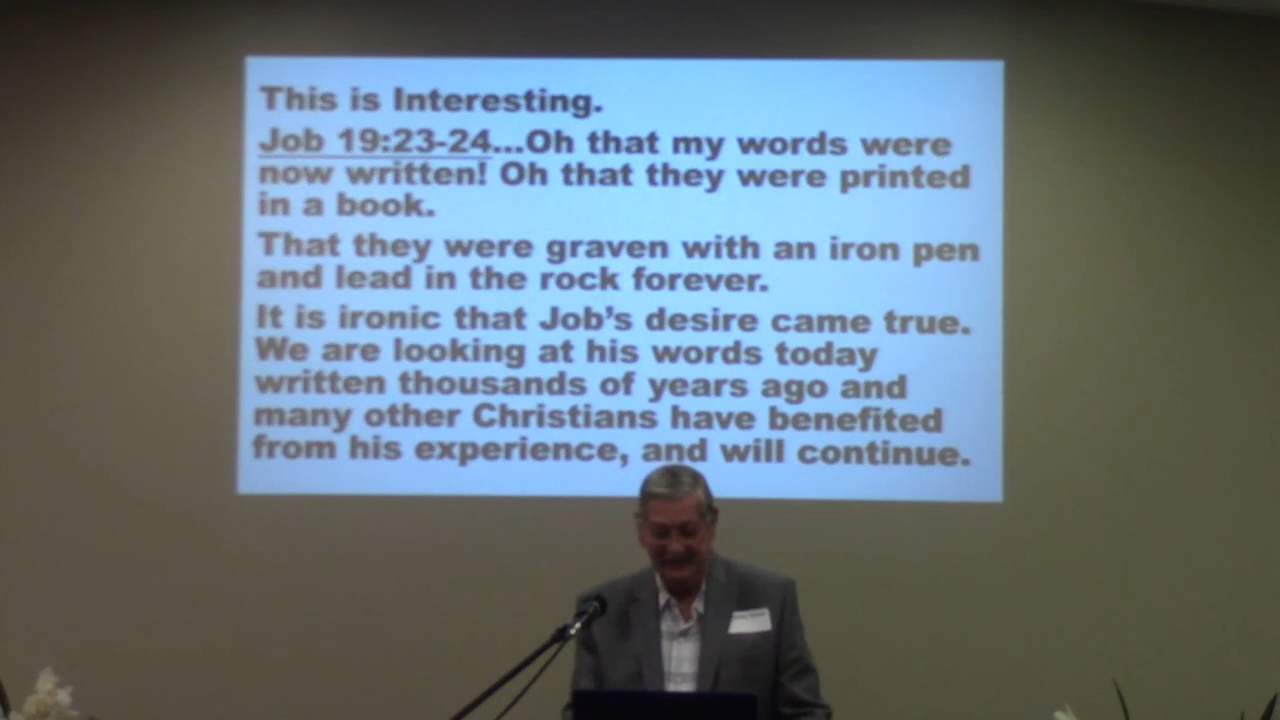 This is Interesting.
Job 19:23-24...Oh that my words were
now written! Oh that they were printed
in a book.
That they were graven with an iron pen
and lead in the rock forever.
It is ironic that Job's desire came true.
We are looking at his words today
written thousands of years ago and
many other Christians have benefited
from his experience, and will continue.